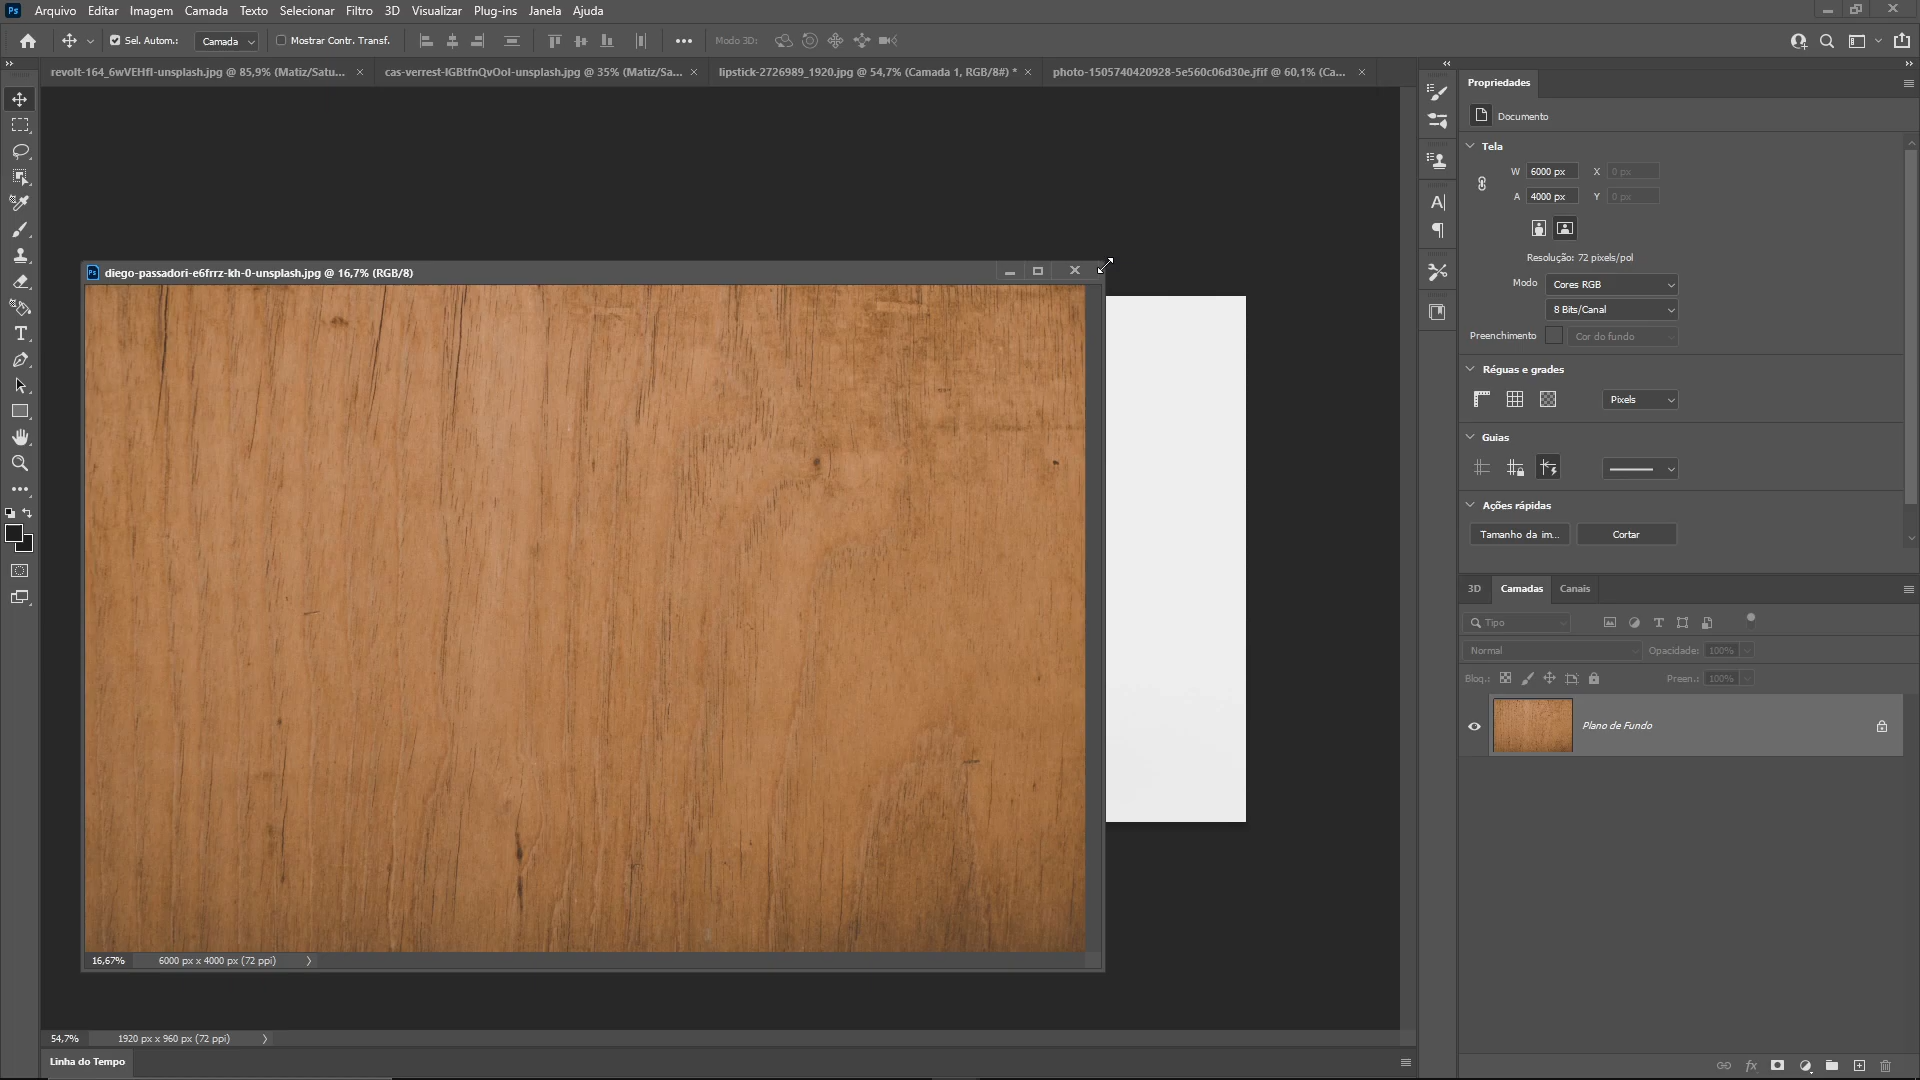 Ps Arquivo Editar Imagem Camada Texto Selecionar Filtro 3D Visualizar Plug-ins Janela Ajuda
Sel. Autom.: Camada Mostrar Contr. Transf. Modo 3D:
revolt-164_6wVEHfI-unsplash.jpg @ 85,9% (Matiz/Satu...
cas-verrest-lGBtfnQvOoI-unsplash.jpg @ 35% (Matiz/Sa...
lipstick-2726989_1920.jpg @ 54,7% (Camada 1, RGB/8#) *
photo-1505740420928-5e560c06d30e.jfif @ 60,1% (Ca...
Ps diego-passadori-e6frrz-kh-0-unsplash.jpg @ 16,7% (RGB/8)
16,67% 6000 px x 4000 px (72 ppi)
54,7% 1920 px x 960 px (72 ppi)
Linha do Tempo
Propriedades
Documento
Tela
W 6000 px X 0 px
A 4000 px Y 0 px
Resolução: 72 pixels/pol
Modo Cores RGB
8 Bits/Canal
Preenchimento Cor do fundo
Réguas e grades
Pixels
Guias
Ações rápidas
Tamanho da im... Cortar
3D Camadas Canais
Tipo
Normal Opacidade: 100%
Bloq.: Preen.: 100%
Plano de Fundo
fx